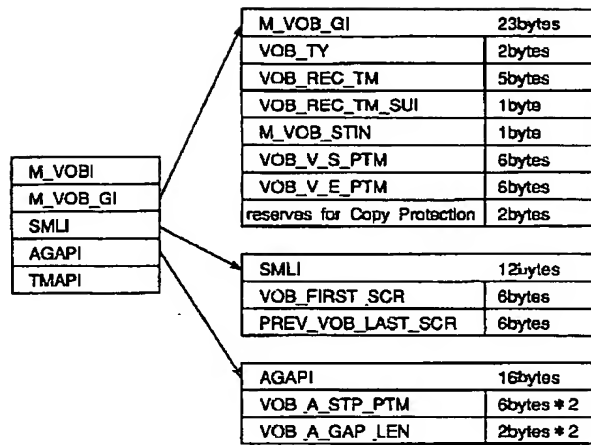 M_VOBI
M_VOB_GI
SMLI
AGAPI
TMAPI
M_VOB_GI 23bytes
VOB_TY 2bytes
VOB_REC_TM 5bytes
VOB_REC_TM_SUI 1byte
M_VOB_STIN 1byte
VOB_V_S_PTM 6bytes
VOB_V_E_PTM 6bytes
reserves for Copy Protection 2bytes
SMLI 12bytes
VOB_FIRST_SCR 6bytes
PREV_VOB_LAST_SCR 6bytes
AGAPI 16bytes
VOB_A_STP_PTM 6bytes * 2
VOB_A_GAP_LEN 2bytes * 2